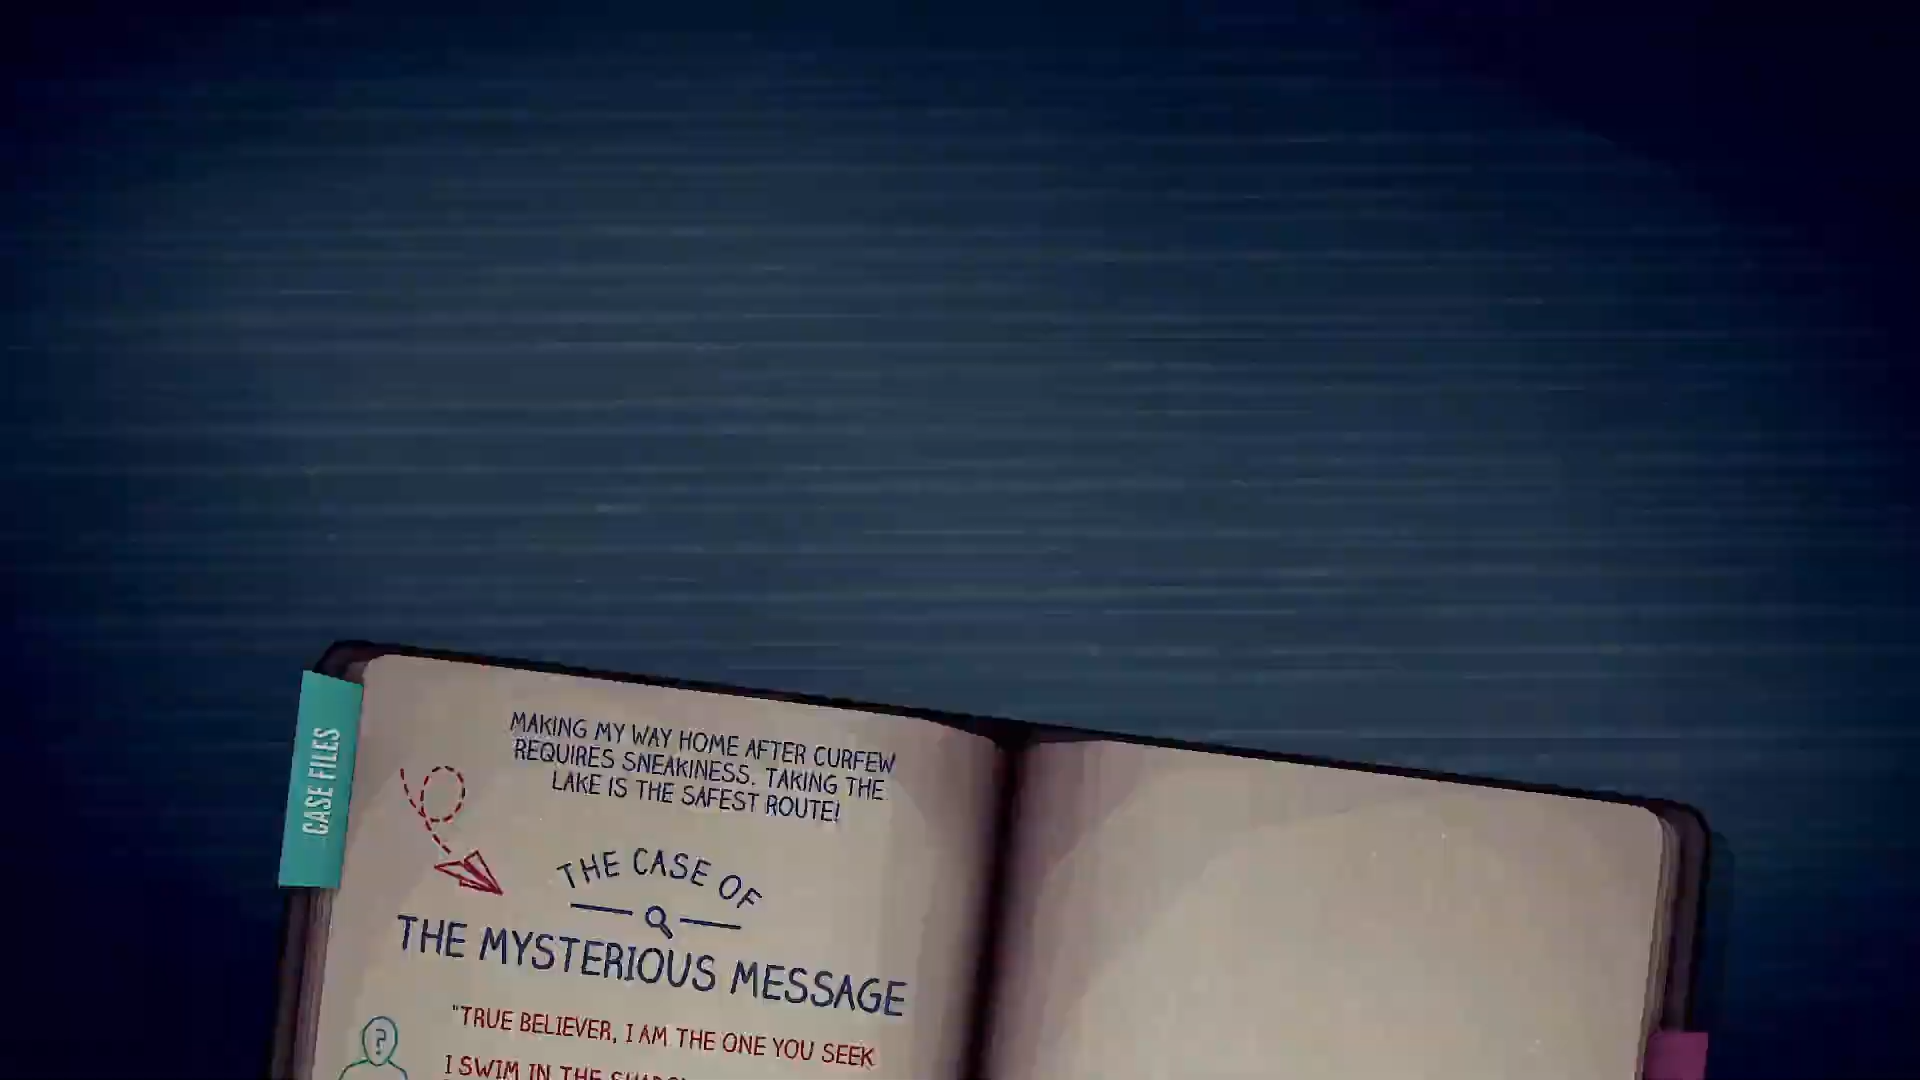 CASE FILES
MAKING MY WAY HOME AFTER CURFEW
REQUIRES SNEAKINESS. TAKING THE
LAKE IS THE SAFEST ROUTE!
THE CASE OF
THE MYSTERIOUS MESSAGE
?
"TRUE BELIEVER, I AM THE ONE YOU SEEK
I SWIM IN THE